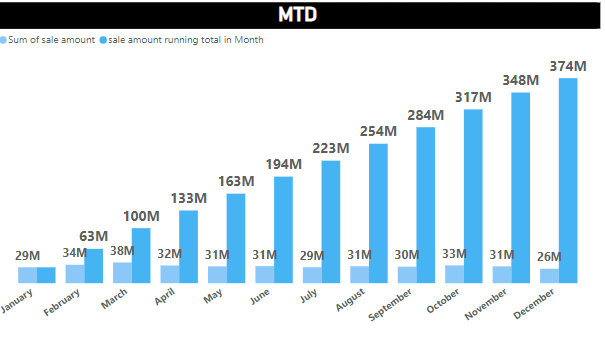 MTD
Sum of sale amount sale amount running total in Month
374M
348M
317M
284M
254M
223M
194M
163M
133M
100M
63M
29M 34M 38M 32M 31M 31M 29M 31M 30M 33M 31M 26M
January February March April May June July August September October November December